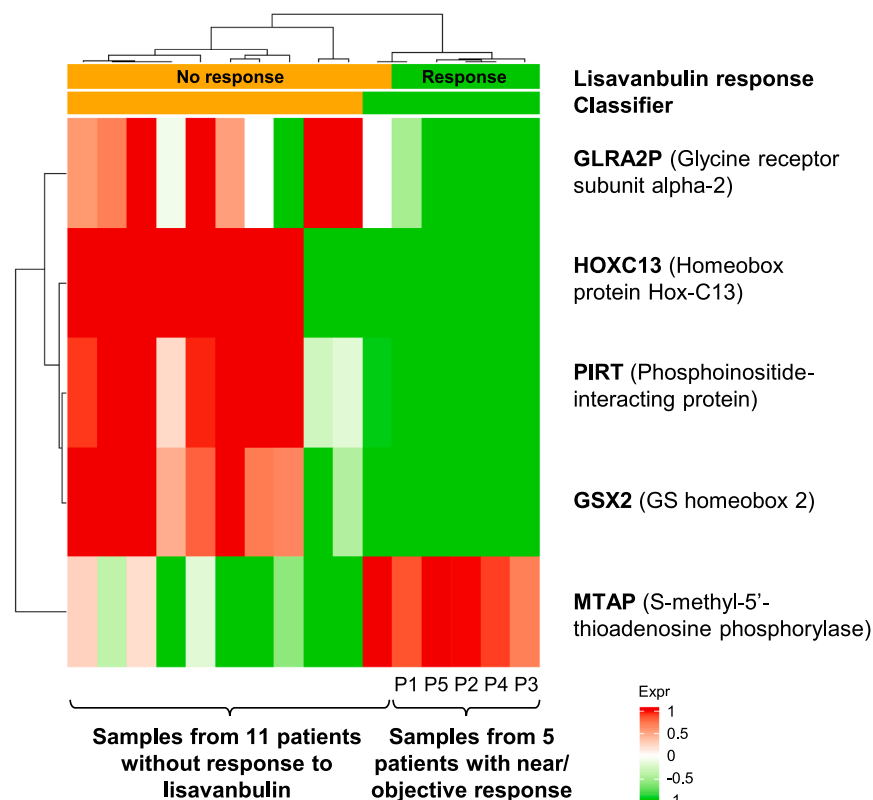 No response
Response
Lisavanbulin response
Classifier
GLRA2P (Glycine receptor
subunit alpha-2)
HOXC13 (Homeobox
protein Hox-C13)
PIRT (Phosphoinositide-
interacting protein)
GSX2 (GS homeobox 2)
MTAP (S-methyl-5’-
thioadenosine phosphorylase)
P1 P5 P2 P4 P3
Samples from 11 patients
without response to
lisavanbulin
Samples from 5
patients with near/
objective response
Expr
1
0.5
0
-0.5
-1